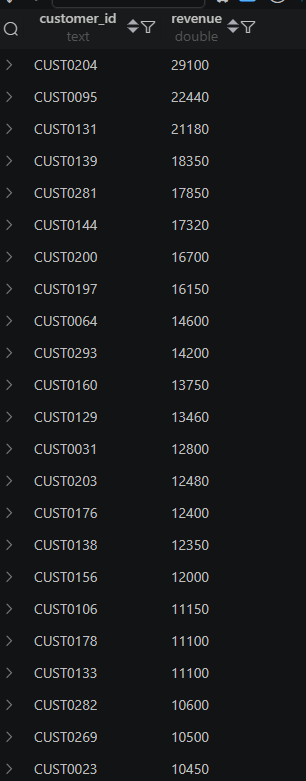 customer_id revenue
text double
CUST0204 29100
CUST0095 22440
CUST0131 21180
CUST0139 18350
CUST0281 17850
CUST0144 17320
CUST0200 16700
CUST0197 16150
CUST0064 14600
CUST0293 14200
CUST0160 13750
CUST0129 13460
CUST0031 12800
CUST0203 12480
CUST0176 12400
CUST0138 12350
CUST0156 12000
CUST0106 11150
CUST0178 11100
CUST0133 11100
CUST0282 10600
CUST0269 10500
CUST0023 10450